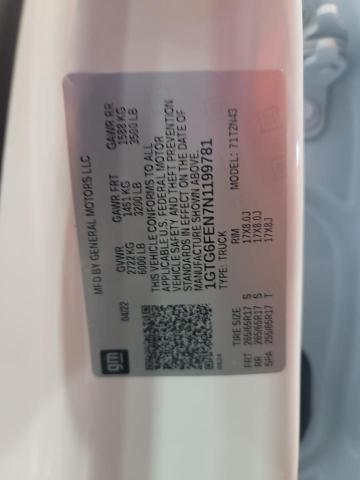 gm
MFD BY GENERAL MOTORS LLC
04/22
GVWR
2722 KG
6000 LB
GAWR FRT
1451 KG
3200 LB
GAWR RR
1588 KG
3500 LB
THIS VEHICLE CONFORMS TO ALL
APPLICABLE U.S. FEDERAL MOTOR
VEHICLE SAFETY AND THEFT PREVENTION
STANDARDS IN EFFECT ON THE DATE OF
MANUFACTURE SHOWN ABOVE.
1GTG6FEN7N1199781
TYPE: TRUCK
71T2N43
TIRE SIZE
RIM
FRT 265/65R17 S 17X8.0J
RR 265/65R17 S 17X8.0J
SPA 255/65R17 T 17X8J